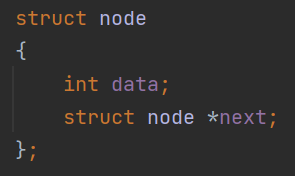 struct node
{
    int data;
    struct node *next;
};